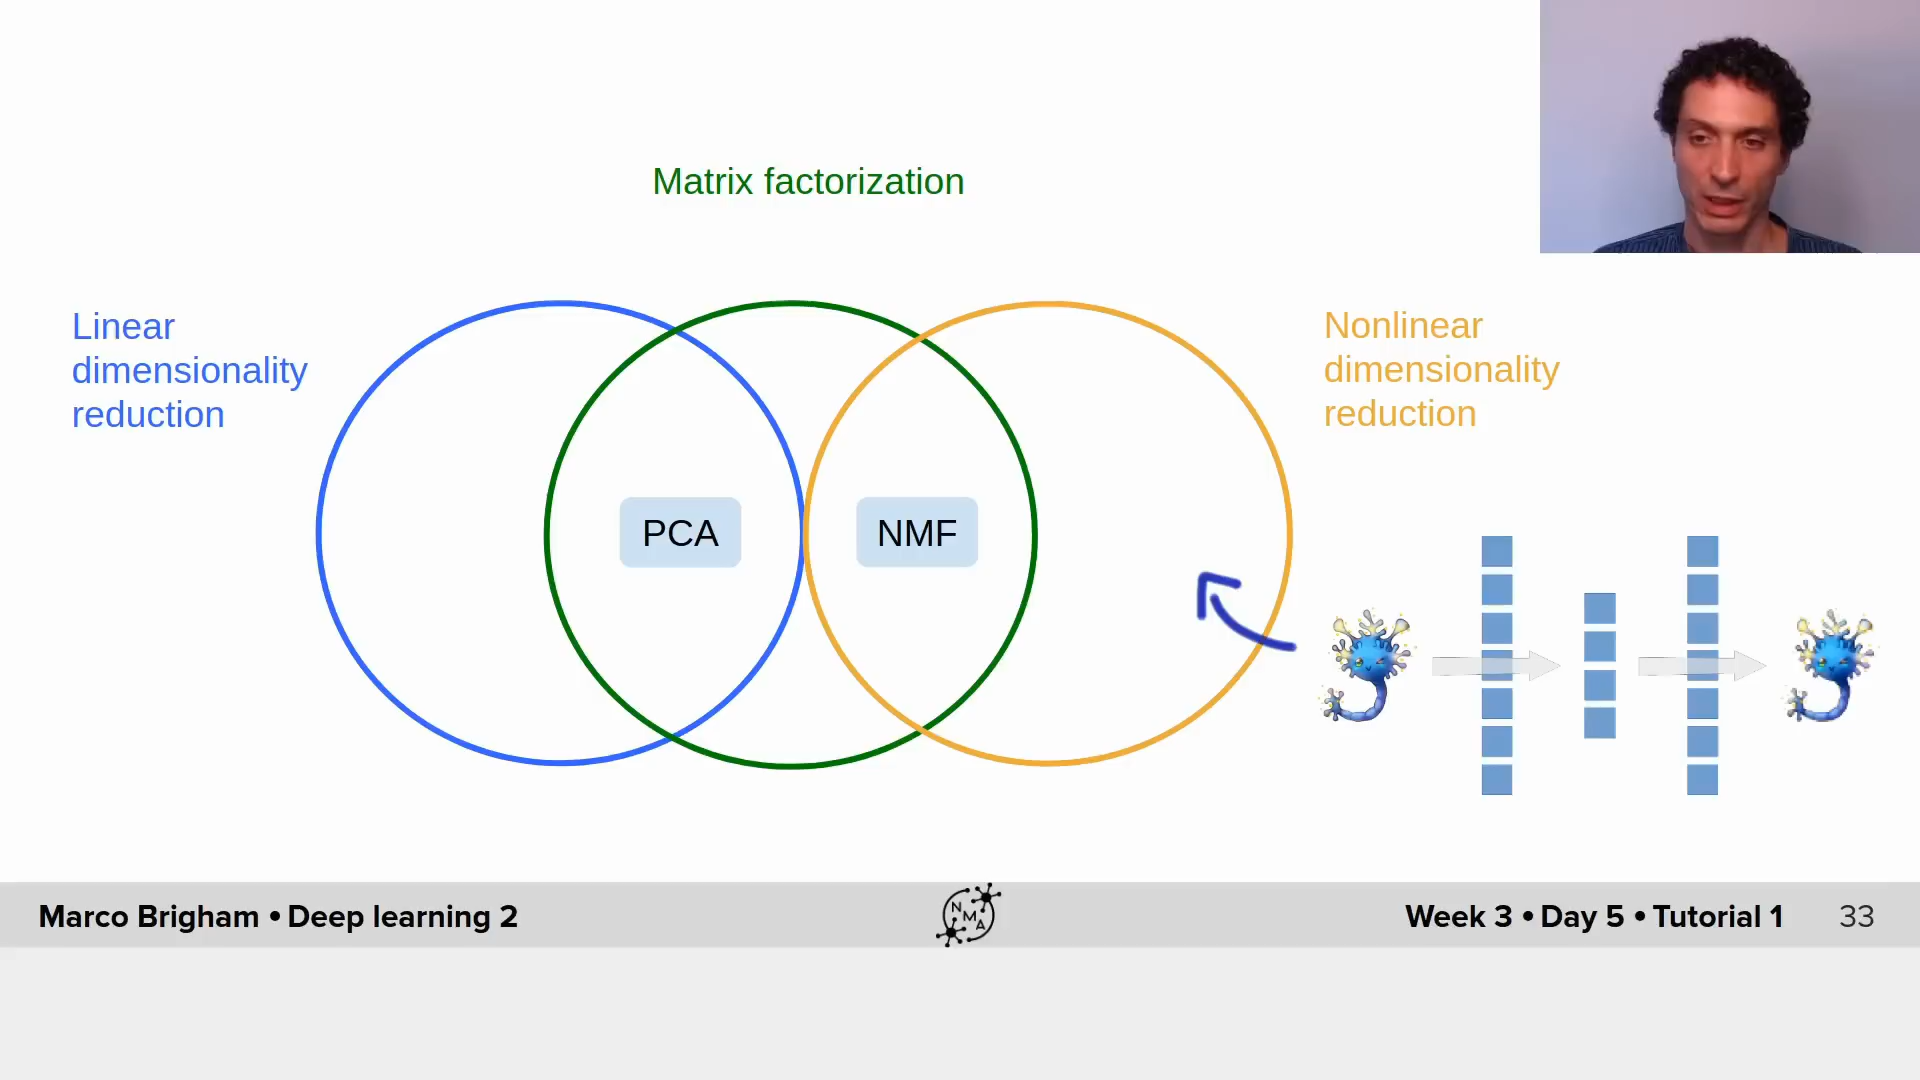 Matrix factorization
Linear
dimensionality
reduction
Nonlinear
dimensionality
reduction
PCA
NMF
Marco Brigham • Deep learning 2
N
M
A
Week 3 • Day 5 • Tutorial 1
33